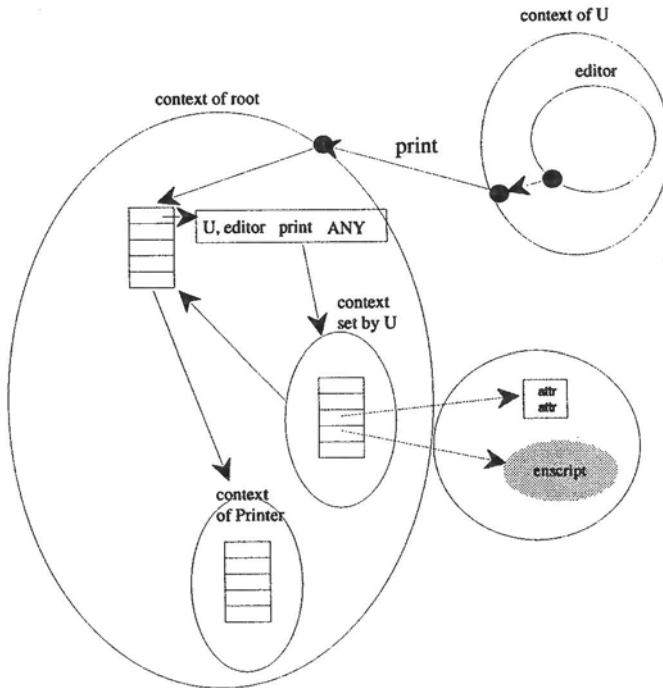 context of U
editor
context of root
print
U, editor print ANY
context
set by U
attr
attr
enscript
context
of Printer